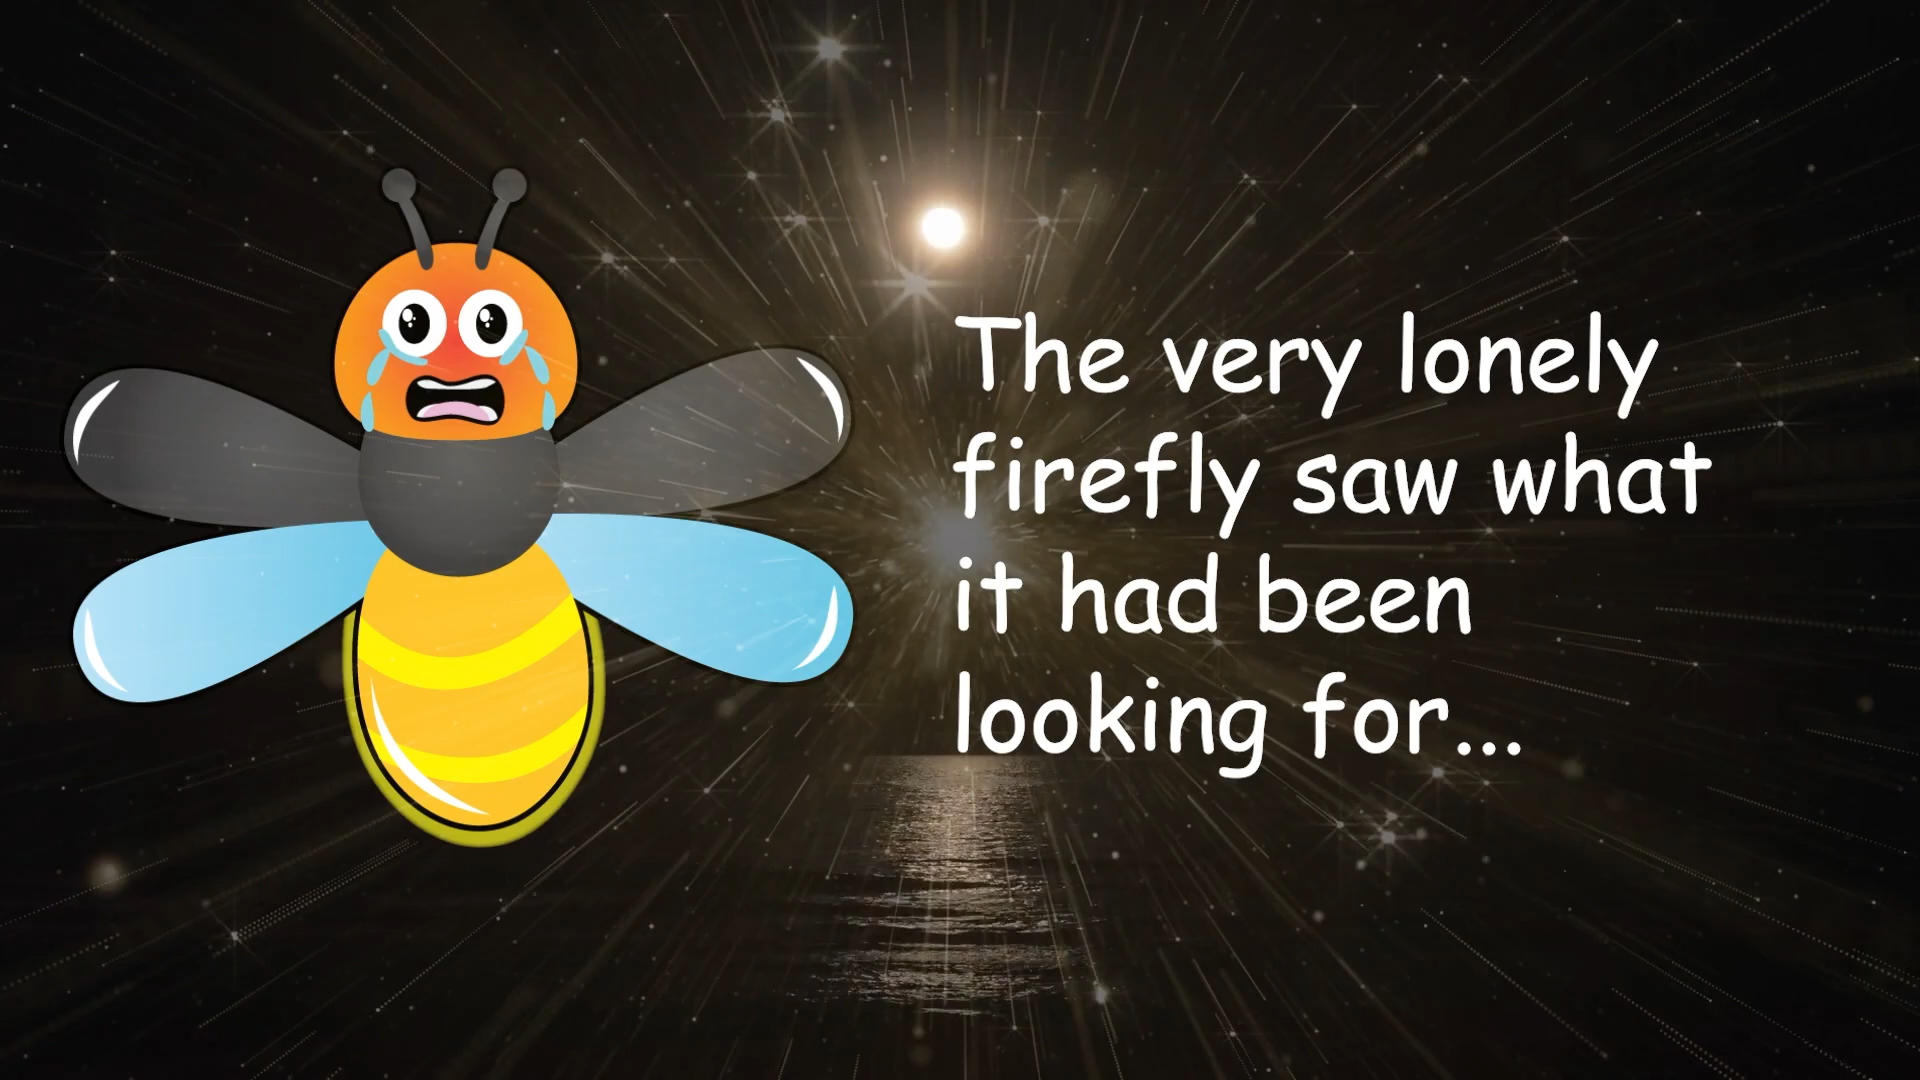 The very lonely
firefly saw what
it had been
looking for...